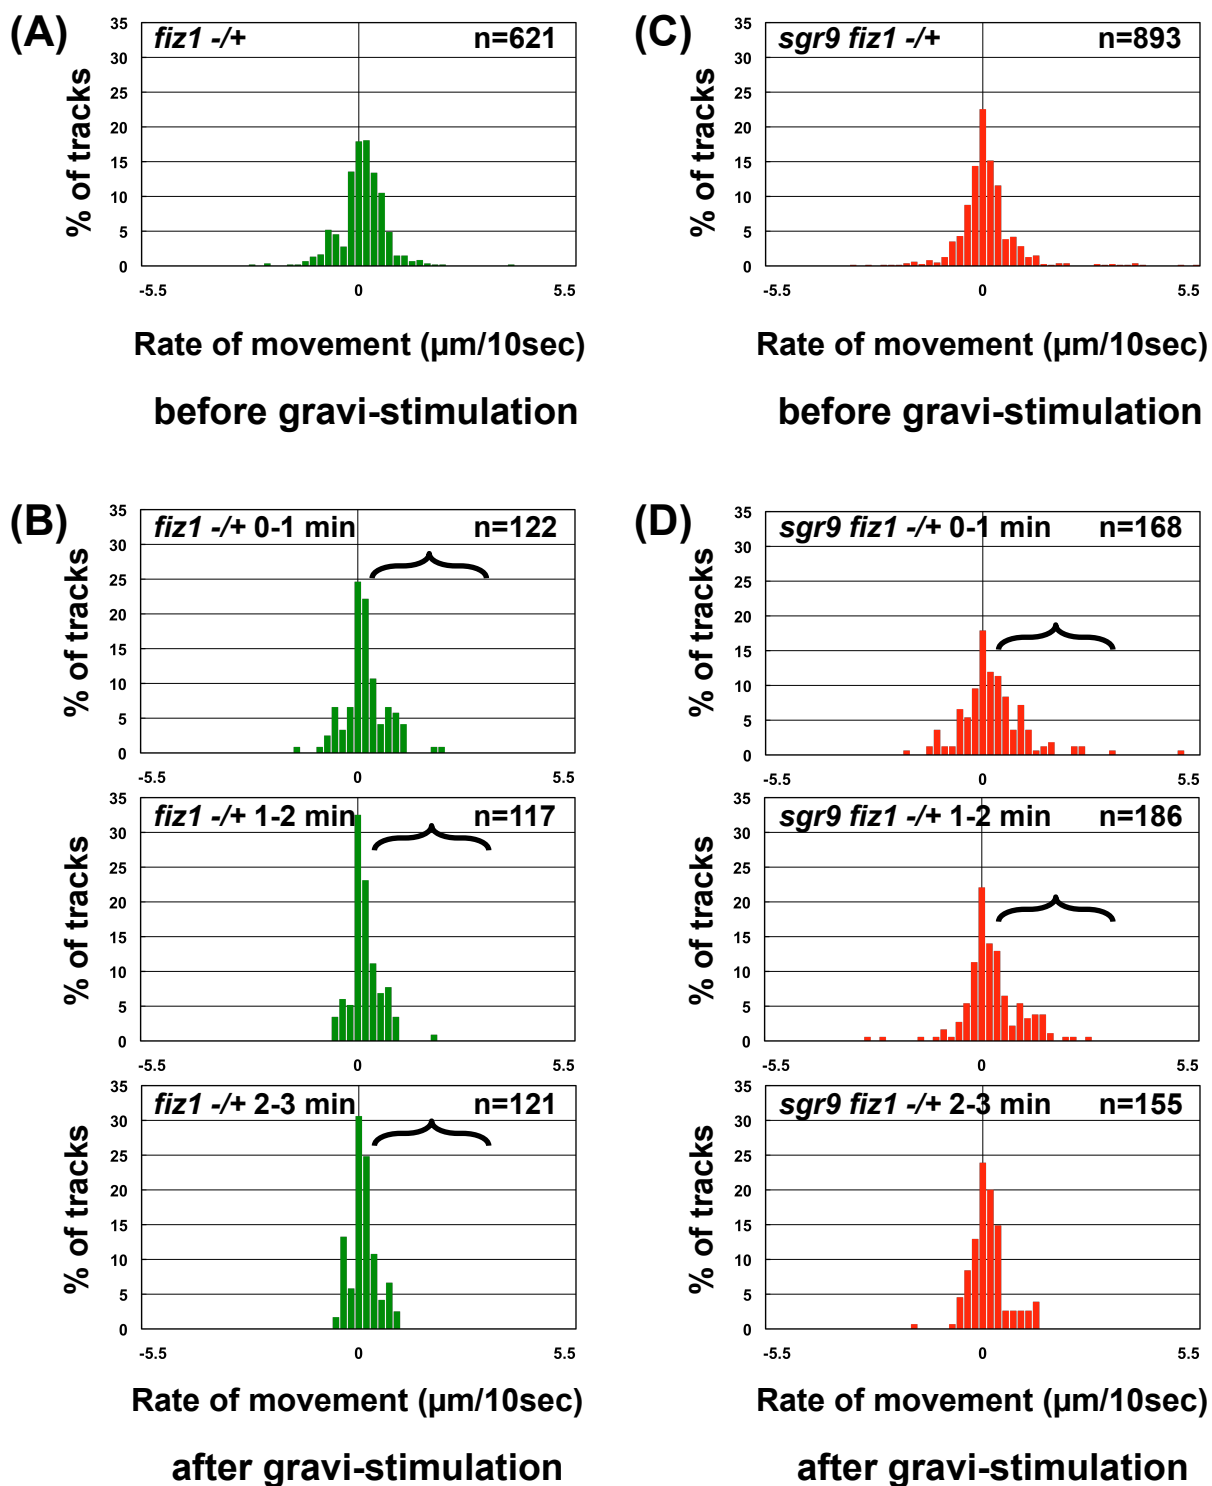 (A)
fiz1 -/+ n=621
% of tracks
35
30
25
20
15
10
5
0
-5.5 0 5.5
Rate of movement (µm/10sec)
before gravi-stimulation
(C)
sgr9 fiz1 -/+ n=893
% of tracks
35
30
25
20
15
10
5
0
-5.5 0 5.5
Rate of movement (µm/10sec)
before gravi-stimulation
(B)
fiz1 -/+ 0-1 min n=122
% of tracks
35
30
25
20
15
10
5
0
-5.5 0 5.5
fiz1 -/+ 1-2 min n=117
% of tracks
35
30
25
20
15
10
5
0
-5.5 0 5.5
fiz1 -/+ 2-3 min n=121
% of tracks
35
30
25
20
15
10
5
0
-5.5 0 5.5
Rate of movement (µm/10sec)
after gravi-stimulation
(D)
sgr9 fiz1 -/+ 0-1 min n=168
% of tracks
35
30
25
20
15
10
5
0
-5.5 0 5.5
sgr9 fiz1 -/+ 1-2 min n=186
% of tracks
35
30
25
20
15
10
5
0
-5.5 0 5.5
sgr9 fiz1 -/+ 2-3 min n=155
% of tracks
35
30
25
20
15
10
5
0
-5.5 0 5.5
Rate of movement (µm/10sec)
after gravi-stimulation